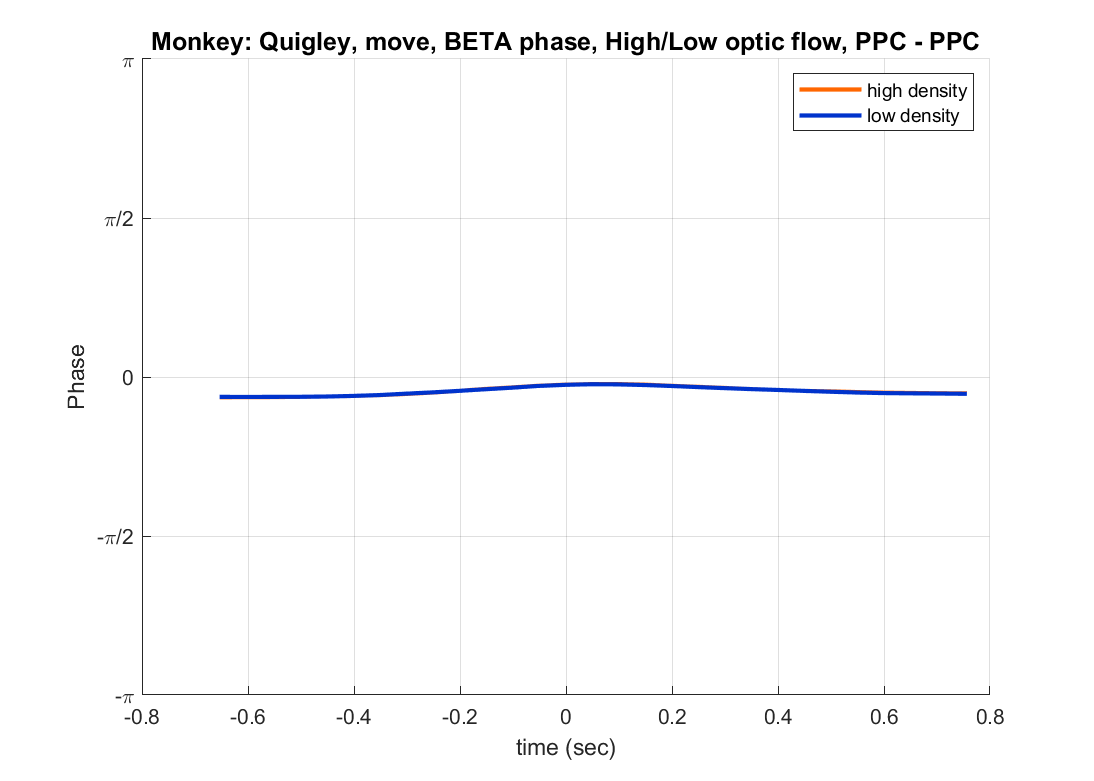 Monkey: Quigley, move, BETA phase, High/Low optic flow, PPC - PPC
high density
low density
π
π/2
0
-π/2
-π
Phase
-0.8 -0.6 -0.4 -0.2 0 0.2 0.4 0.6 0.8
time (sec)